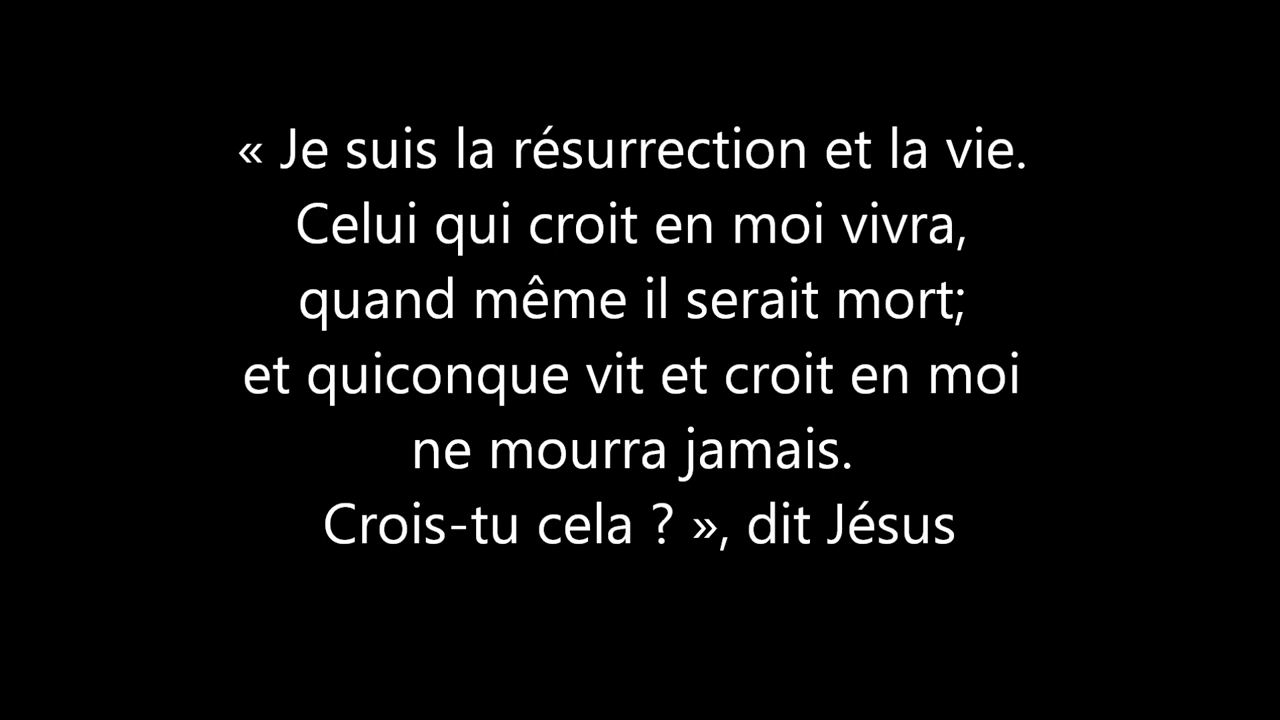 « Je suis la résurrection et la vie.
Celui qui croit en moi vivra,
quand même il serait mort;
et quiconque vit et croit en moi
ne mourra jamais.
Crois-tu cela ? », dit Jésus